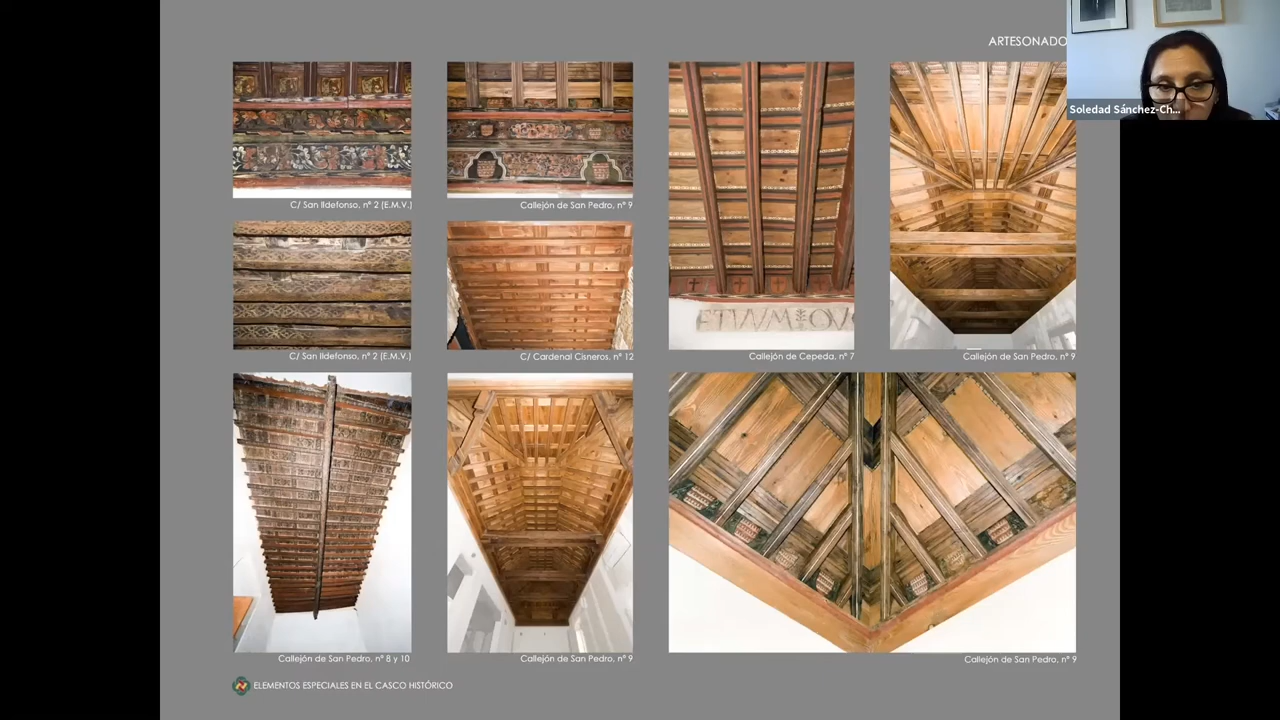 ARTESONADO
Soledad Sánchez-Ch...
C/ San Ildefonso, nº 2 (E.M.V.)
Callejón de San Pedro, nº 9
C/ San Ildefonso, nº 2 (E.M.V.)
C/ Cardenal Cisneros, nº 12
ETIVVM
Callejón de Cepeda, nº 7
Callejón de San Pedro, nº 9
Callejón de San Pedro, nº 8 y 10
Callejón de San Pedro, nº 9
Callejón de San Pedro, nº 9
ELEMENTOS ESPECIALES EN EL CASCO HISTÓRICO